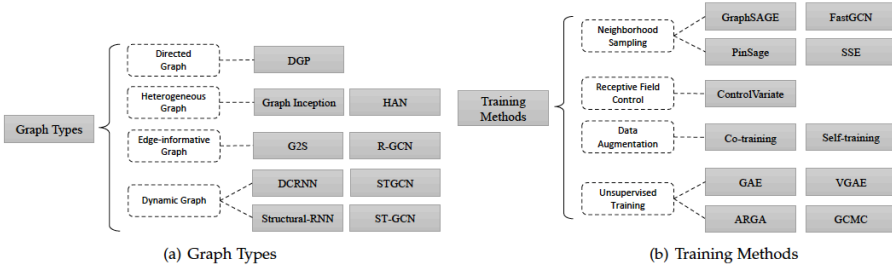 Graph Types
Directed
Graph
DGP
Heterogeneous
Graph
Graph Inception
HAN
Edge-informative
Graph
G2S
R-GCN
Dynamic Graph
DCRNN
STGCN
Structural-RNN
ST-GCN
(a) Graph Types
Training
Methods
Neighborhood
Sampling
GraphSAGE
FastGCN
PinSage
SSE
Receptive Field
Control
ControlVariate
Data
Augmentation
Co-training
Self-training
Unsupervised
Training
GAE
VGAE
ARGA
GCMC
(b) Training Methods